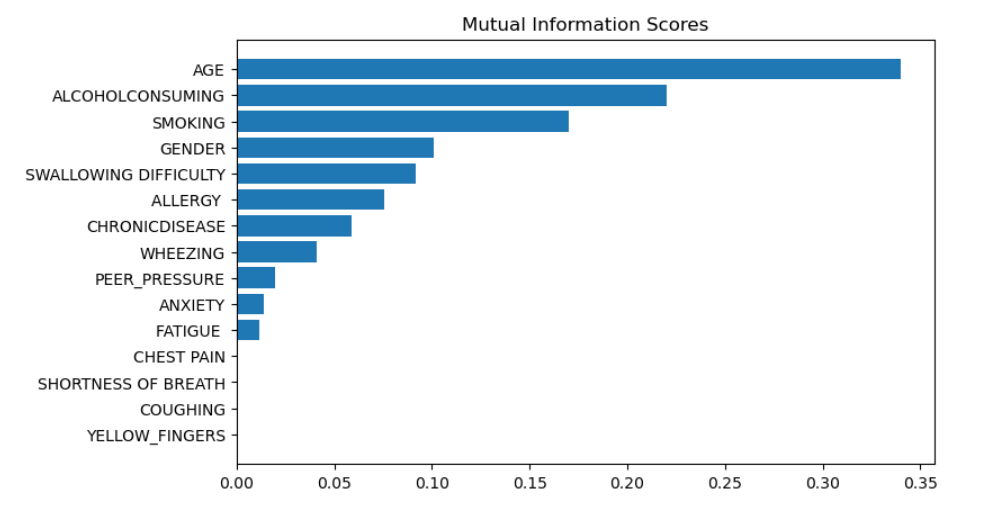 Mutual Information Scores
AGE
ALCOHOLCONSUMING
SMOKING
GENDER
SWALLOWING DIFFICULTY
ALLERGY
CHRONICDISEASE
WHEEZING
PEER_PRESSURE
ANXIETY
FATIGUE
CHEST PAIN
SHORTNESS OF BREATH
COUGHING
YELLOW_FINGERS
0.00 0.05 0.10 0.15 0.20 0.25 0.30 0.35